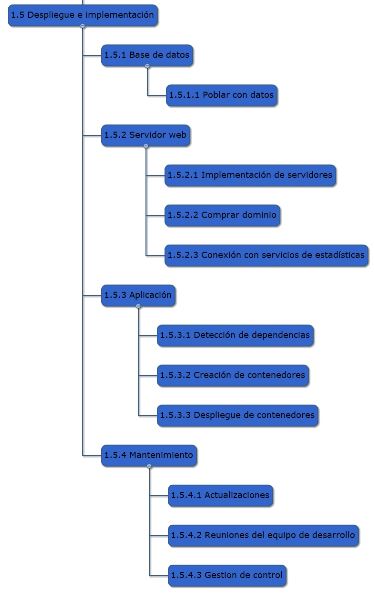 1.5 Despliegue e implementación
1.5.1 Base de datos
1.5.1.1 Poblar con datos
1.5.2 Servidor web
1.5.2.1 Implementación de servidores
1.5.2.2 Comprar dominio
1.5.2.3 Conexión con servicios de estadísticas
1.5.3 Aplicación
1.5.3.1 Detección de dependencias
1.5.3.2 Creación de contenedores
1.5.3.3 Despliegue de contenedores
1.5.4 Mantenimiento
1.5.4.1 Actualizaciones
1.5.4.2 Reuniones del equipo de desarrollo
1.5.4.3 Gestion de control